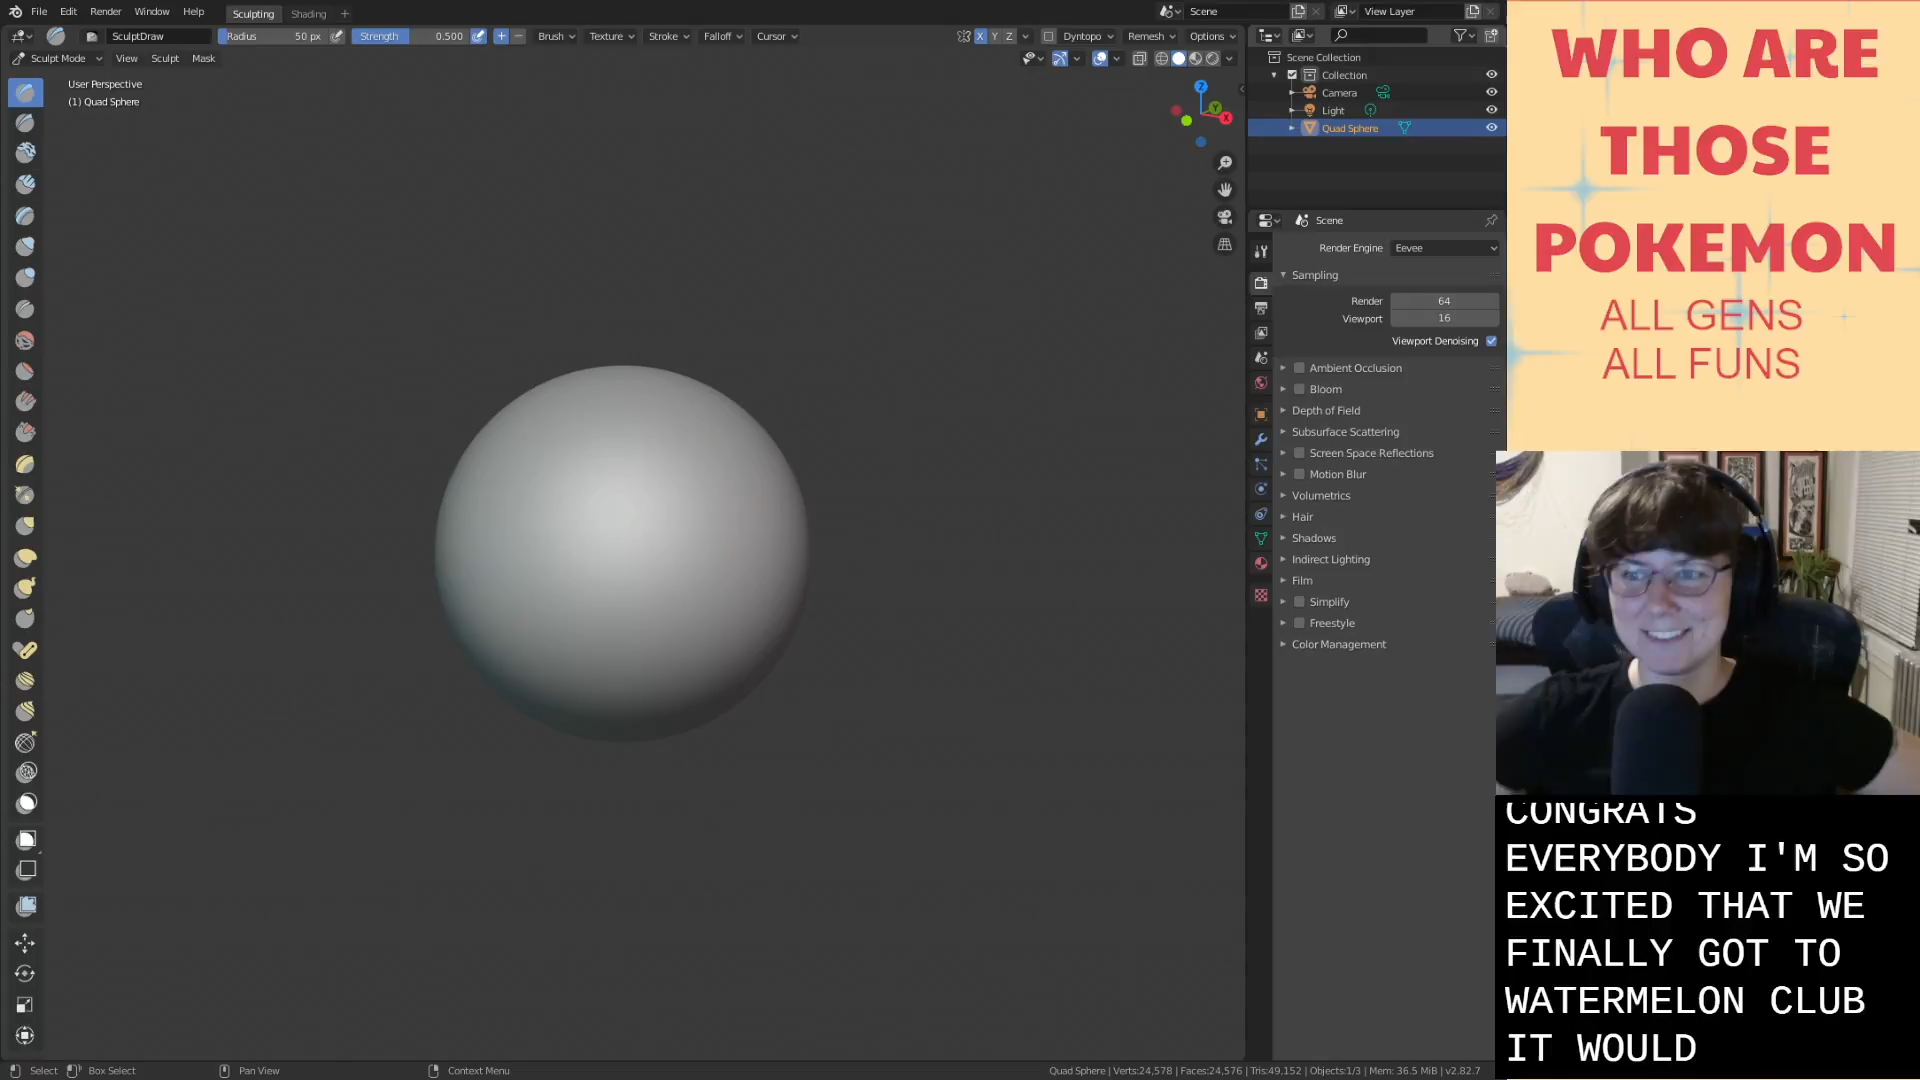 File Edit Render Window Help Sculpting Shading + Scene View Layer
SculptDraw Radius 50 px Strength 0.500 + − Brush Texture Stroke Falloff Cursor X Y Z Dyntopo Remesh Options
Sculpt Mode View Sculpt Mask
User Perspective
(1) Quad Sphere
Z
Y
X
Scene Collection
Collection
Camera
Light
Quad Sphere
Scene
Render Engine Eevee
Sampling
Render 64
Viewport 16
Viewport Denoising
Ambient Occlusion
Bloom
Depth of Field
Subsurface Scattering
Screen Space Reflections
Motion Blur
Volumetrics
Hair
Shadows
Indirect Lighting
Film
Simplify
Freestyle
Color Management
Select Box Select Pan View Context Menu Quad Sphere | Verts:24,578 | Faces:24,576 | Tris:49,152 | Objects:1/3 | Mem: 36.5 MiB | v2.82.7
WHO ARE
THOSE
POKEMON
ALL GENS
ALL FUNS
CONGRATS
EVERYBODY I'M SO
EXCITED THAT WE
FINALLY GOT TO
WATERMELON CLUB
IT WOULD